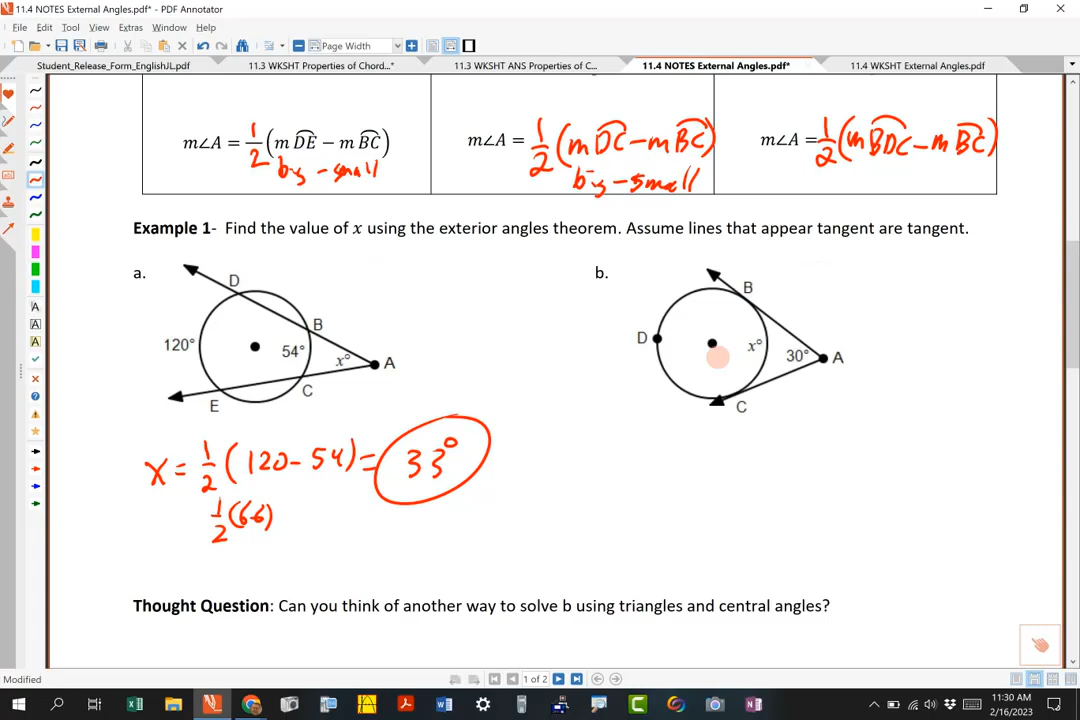 11.4 NOTES External Angles.pdf* - PDF Annotator
File Edit Tool View Extras Window Help
Page Width
Student_Release_Form_EnglishJL.pdf 11.3 WKSHT Properties of Chord...* 11.3 WKSHT ANS Properties of C... 11.4 NOTES External Angles.pdf* 11.4 WKSHT External Angles.pdf
m∠A = 1/2 (m DE − m BC) m∠A = 1/2 (m DC − m BC) m∠A = 1/2 (m BDC − m BC)
big - small big - small
Example 1- Find the value of x using the exterior angles theorem. Assume lines that appear tangent are tangent.
a. b.
D B
B
120° 54° x° A
D x° 30° A
E C
C
x = 1/2 (120 - 54) = 33°
1/2 (66)
Thought Question: Can you think of another way to solve b using triangles and central angles?
Modified 1 of 2
11:30 AM
2/16/2023